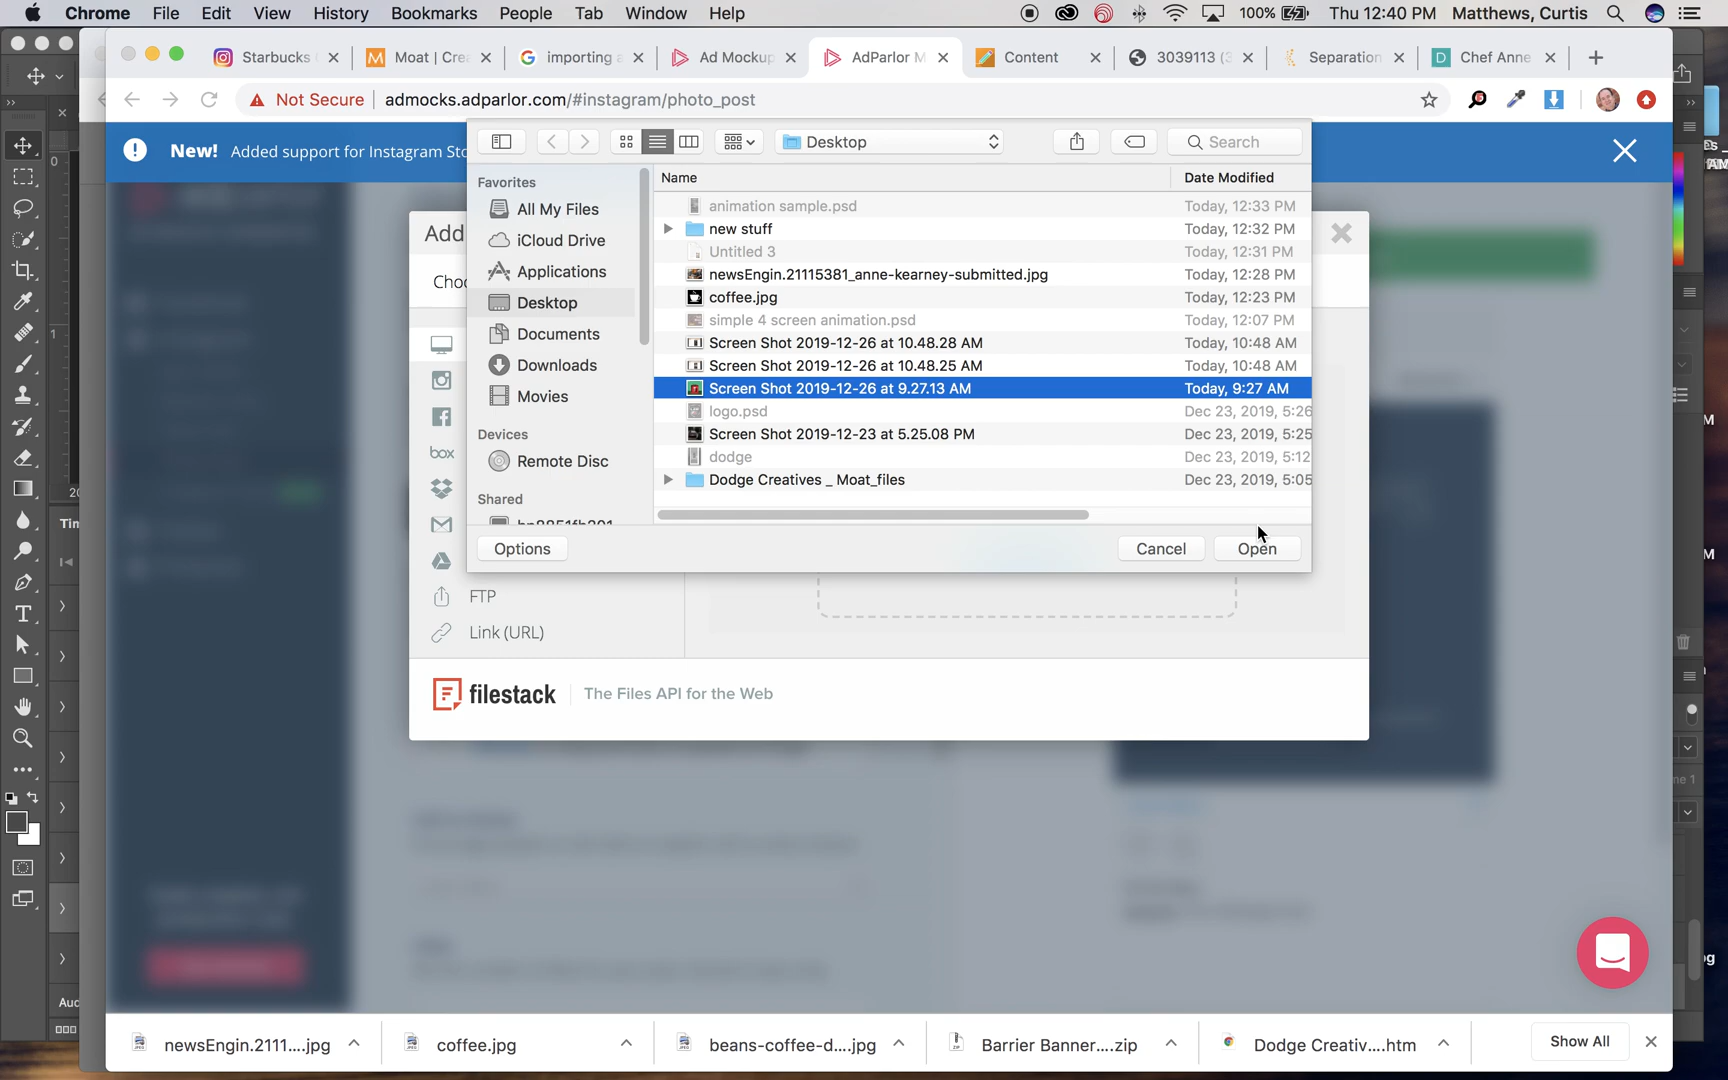 Chrome File Edit View History Bookmarks People Tab Window Help 100% Thu 12:40 PM Matthews, Curtis
Starbucks Moat | Crea Google importing a Ad Mockup AdParlor M Content 3039113 (3 Separation Chef Anne
Not Secure admocks.adparlor.com/#instagram/photo_post
New! Added support for Instagram Sto
Desktop Search
Favorites
All My Files
iCloud Drive
Applications
Desktop
Documents
Downloads
Movies
Devices
Remote Disc
Shared
Name Date Modified
animation sample.psd Today, 12:33 PM
new stuff Today, 12:32 PM
Untitled 3 Today, 12:31 PM
newsEngin.21115381_anne-kearney-submitted.jpg Today, 12:28 PM
coffee.jpg Today, 12:23 PM
simple 4 screen animation.psd Today, 12:07 PM
Screen Shot 2019-12-26 at 10.48.28 AM Today, 10:48 AM
Screen Shot 2019-12-26 at 10.48.25 AM Today, 10:48 AM
Screen Shot 2019-12-26 at 9.27.13 AM Today, 9:27 AM
logo.psd Dec 23, 2019, 5:26
Screen Shot 2019-12-23 at 5.25.08 PM Dec 23, 2019, 5:25
dodge Dec 23, 2019, 5:12
Dodge Creatives _ Moat_files Dec 23, 2019, 5:05
Options Cancel Open
Add
Choo
box
FTP
Link (URL)
filestack The Files API for the Web
Tim
Aud
newsEngin.2111....jpg coffee.jpg beans-coffee-d....jpg Barrier Banner....zip Dodge Creativ....htm Show All